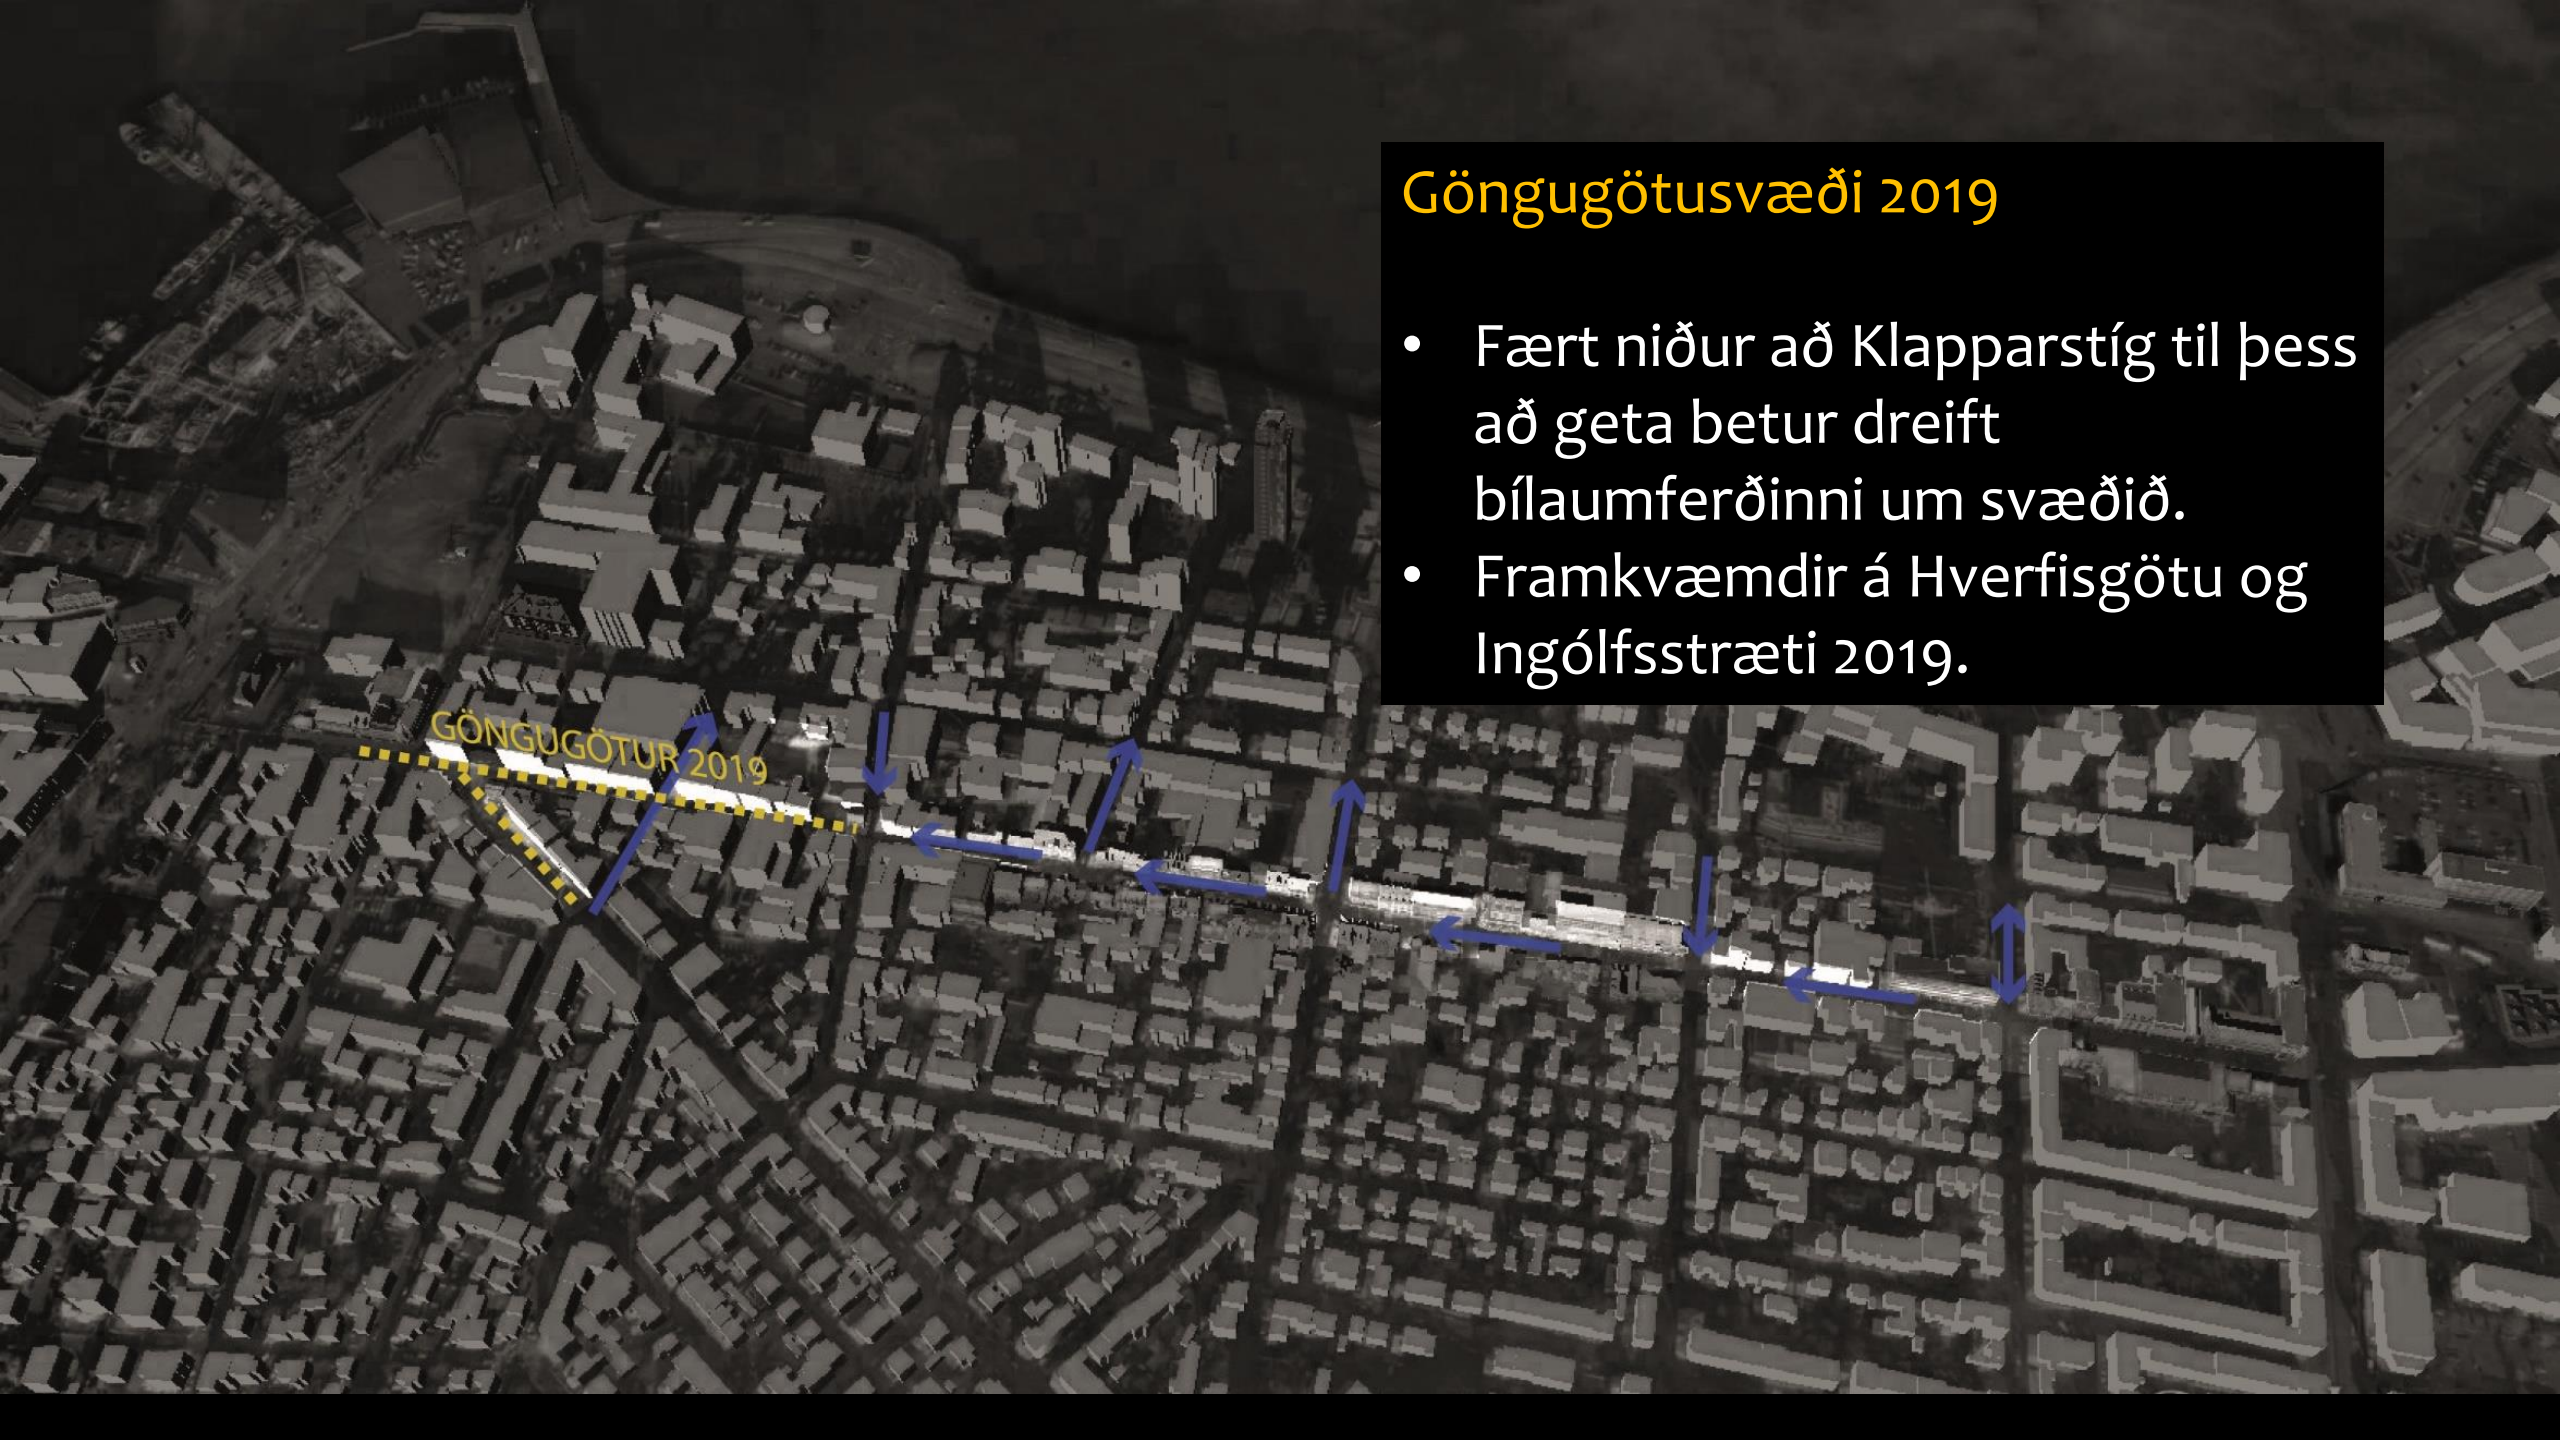 Göngugötusvæði 2019
• Fært niður að Klapparstíg til þess
að geta betur dreift
bílaumferðinni um svæðið.
• Framkvæmdir á Hverfisgötu og
Ingólfsstræti 2019.
GÖNGUGÖTUR 2019